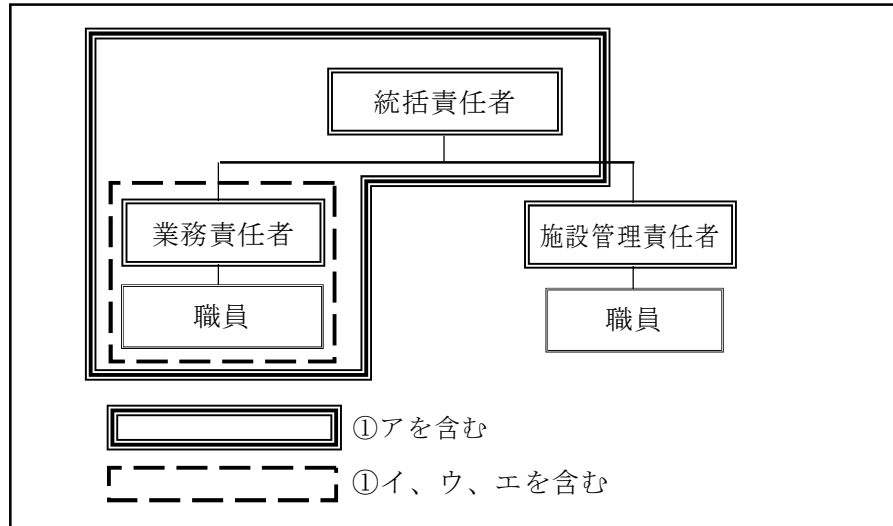 統括責任者
業務責任者
施設管理責任者
職員
職員
①アを含む
①イ、ウ、エを含む